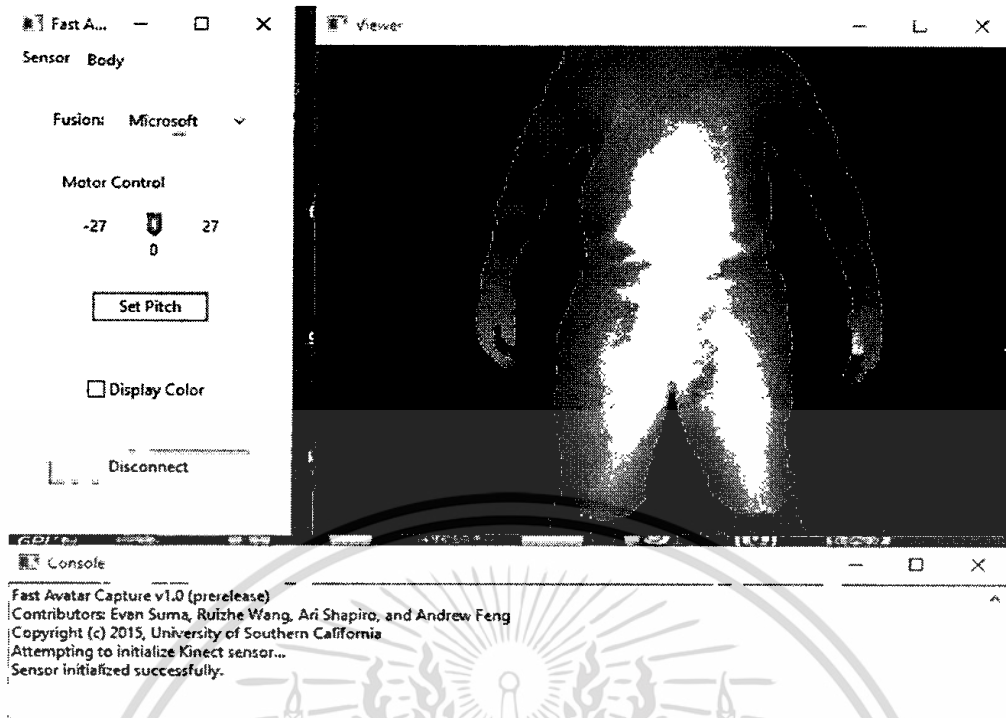 Fast A...
Sensor Body
Fusion: Microsoft
Motor Control
-27 27
0
Set Pitch
Display Color
Disconnect
Viewer
Console
Fast Avatar Capture v1.0 (prerelease)
Contributors: Evan Suma, Ruizhe Wang, Ari Shapiro, and Andrew Feng
Copyright (c) 2015, University of Southern California
Attempting to initialize Kinect sensor...
Sensor initialized successfully.